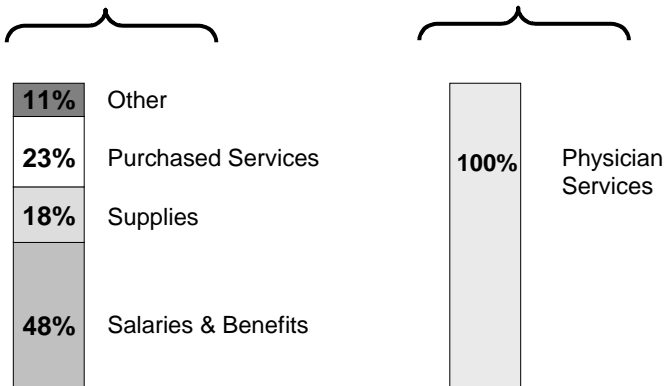 11% Other
23% Purchased Services
18% Supplies
48% Salaries & Benefits
100% Physician
Services